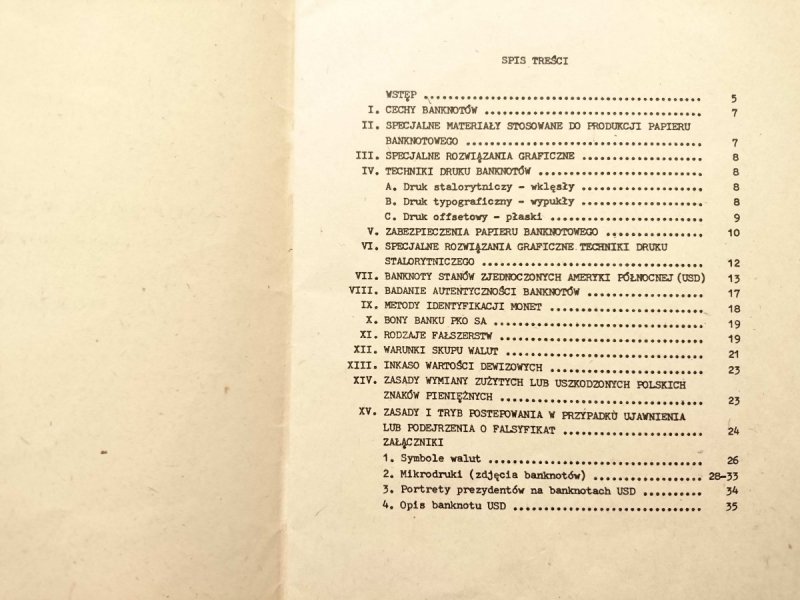 SPIS TREŚCI
WSTĘP ........................................ 5
I. CECHY BANKNOTÓW ............................... 7
II. SPECJALNE MATERIAŁY STOSOWANE DO PRODUKCJI PAPIERU
BANKNOTOWEGO .................................. 7
III. SPECJALNE ROZWIĄZANIA GRAFICZNE .................. 8
IV. TECHNIKI DRUKU BANKNOTÓW ........................ 8
A. Druk stalorytniczy - wklęsły .................. 8
B. Druk typograficzny - wypukły .................. 8
C. Druk offsetowy - płaski ...................... 9
V. ZABEZPIECZENIA PAPIERU BANKNOTOWEGO .............. 10
VI. SPECJALNE ROZWIĄZANIA GRAFICZNE TECHNIKI DRUKU
STALORYTNICZEGO ................................ 12
VII. BANKNOTY STANÓW ZJEDNOCZONYCH AMERYKI PÓŁNOCNEJ (USD) 13
VIII. BADANIE AUTENTYCZNOŚCI BANKNOTÓW ................. 17
IX. METODY IDENTYFIKACJI MONET ....................... 18
X. BONY BANKU PKO SA .............................. 19
XI. RODZAJE FAŁSZERSTW .............................. 19
XII. WARUNKI SKUPU WALUT ............................. 21
XIII. INKASO WARTOŚCI DEWIZOWYCH ....................... 23
XIV. ZASADY WYMIANY ZUŻYTYCH LUB USZKODZONYCH POLSKICH
ZNAKÓW PIENIĘŻNYCH ............................. 23
XV. ZASADY I TRYB POSTEPOWANIA W PRZYPADKU UJAWNIENIA
LUB PODEJRZENIA O FALSYFIKAT .................... 24
ZAŁĄCZNIKI
1. Symbole walut ............................... 26
2. Mikrodruki (zdjęcia banknotów) ................ 28-33
3. Portrety prezydentów na banknotach USD ......... 34
4. Opis banknotu USD ........................... 35